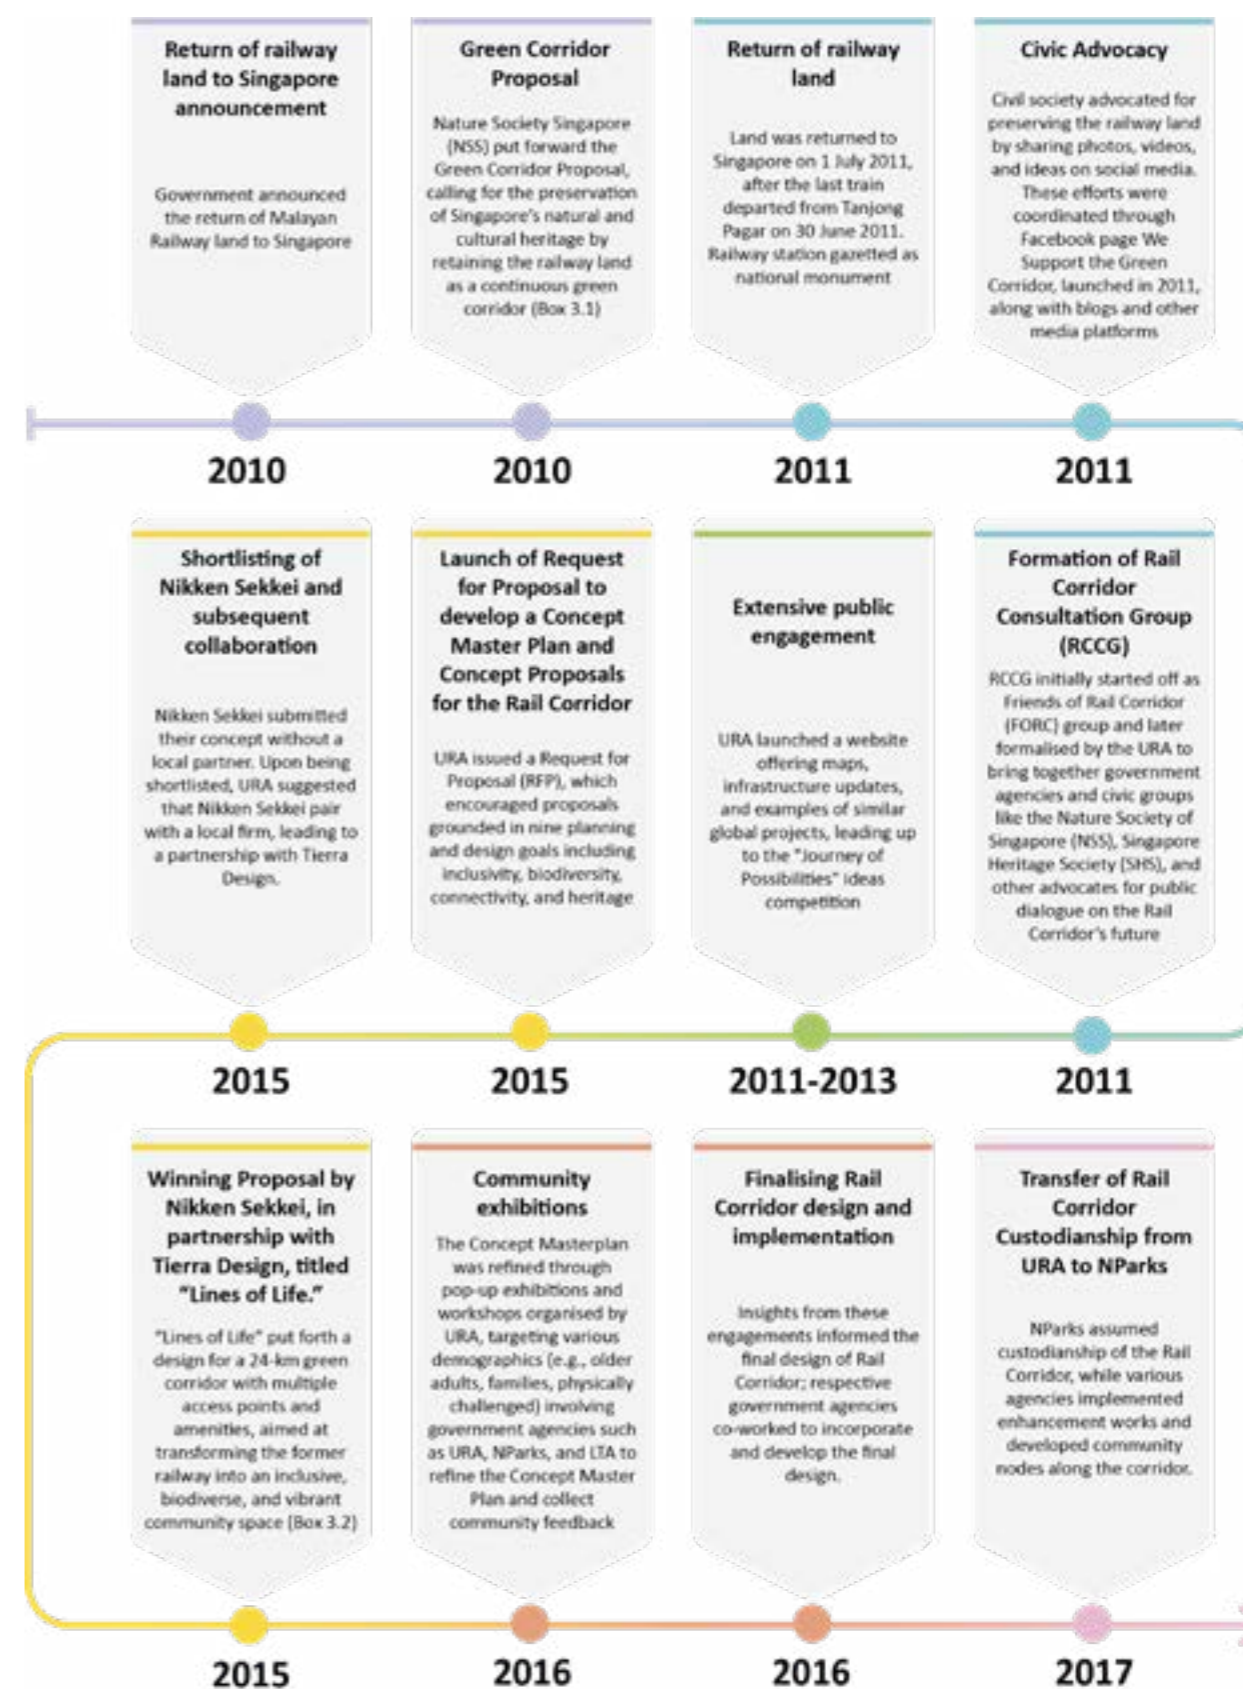 Return of railway
land to Singapore
announcement
Government announced
the return of Malayan
Railway land to Singapore
2010
Green Corridor
Proposal
Nature Society Singapore
(NSS) put forward the
Green Corridor Proposal,
calling for the preservation
of Singapore's natural and
cultural heritage by
retaining the railway land
as a continuous green
corridor (Box 3.1)
2010
Return of railway
land
Land was returned to
Singapore on 1 July 2011,
after the last train
departed from Tanjong
Pagar on 30 June 2011.
Railway station gazetted as
national monument
2011
Civic Advocacy
Civil society advocated for
preserving the railway land
by sharing photos, videos,
and ideas on social media.
These efforts were
coordinated through
Facebook page We
Support the Green
Corridor, launched in 2011,
along with blogs and other
media platforms
2011
Formation of Rail
Corridor
Consultation Group
(RCCG)
RCCG initially started off as
Friends of Rail Corridor
(FORC) group and later
formalised by the URA to
bring together government
agencies and civic groups
like the Nature Society of
Singapore (NSS), Singapore
Heritage Society (SHS), and
other advocates for public
dialogue on the Rail
Corridor's future
2011
Extensive public
engagement
URA launched a website
offering maps,
infrastructure updates,
and examples of similar
global projects, leading up
to the "Journey of
Possibilities" ideas
competition
2011-2013
Launch of Request
for Proposal to
develop a Concept
Master Plan and
Concept Proposals
for the Rail Corridor
URA issued a Request for
Proposal (RFP), which
encouraged proposals
grounded in nine planning
and design goals including
inclusivity, biodiversity,
connectivity, and heritage
2015
Shortlisting of
Nikken Sekkei and
subsequent
collaboration
Nikken Sekkei submitted
their concept without a
local partner. Upon being
shortlisted, URA suggested
that Nikken Sekkei pair
with a local firm, leading to
a partnership with Tierra
Design.
2015
Winning Proposal by
Nikken Sekkei, in
partnership with
Tierra Design, titled
“Lines of Life.”
"Lines of Life" put forth a
design for a 24-km green
corridor with multiple
access points and
amenities, aimed at
transforming the former
railway into an inclusive,
biodiverse, and vibrant
community space (Box 3.2)
2015
Community
exhibitions
The Concept Masterplan
was refined through
pop-up exhibitions and
workshops organised by
URA, targeting various
demographics (e.g., older
adults, families, physically
challenged) involving
government agencies such
as URA, NParks, and LTA to
refine the Concept Master
Plan and collect
community feedback
2016
Finalising Rail
Corridor design and
implementation
Insights from these
engagements informed the
final design of Rail
Corridor; respective
government agencies
co-worked to incorporate
and develop the final
design.
2016
Transfer of Rail
Corridor
Custodianship from
URA to NParks
NParks assumed
custodianship of the Rail
Corridor, while various
agencies implemented
enhancement works and
developed community
nodes along the corridor.
2017